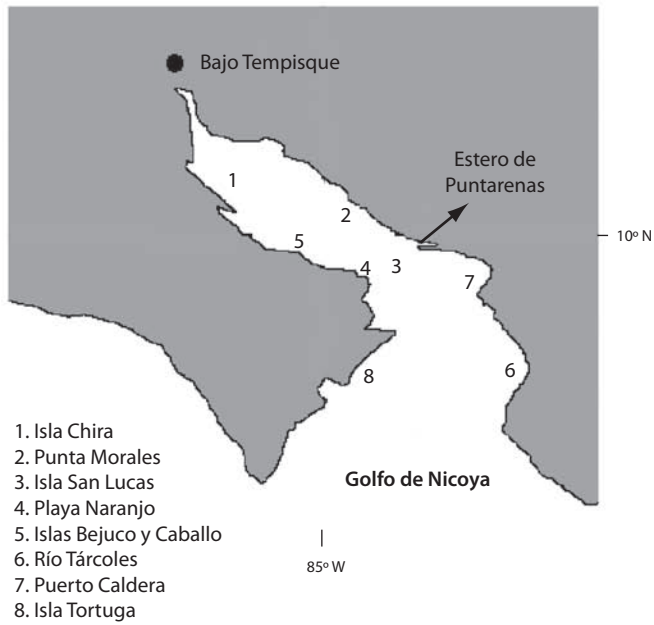 Bajo Tempisque
Estero de
Puntarenas
1
2
10º N
5
3
4
7
8
6
1. Isla Chira
2. Punta Morales
3. Isla San Lucas
4. Playa Naranjo
5. Islas Bejuco y Caballo
6. Río Tárcoles
7. Puerto Caldera
8. Isla Tortuga
Golfo de Nicoya
85º W